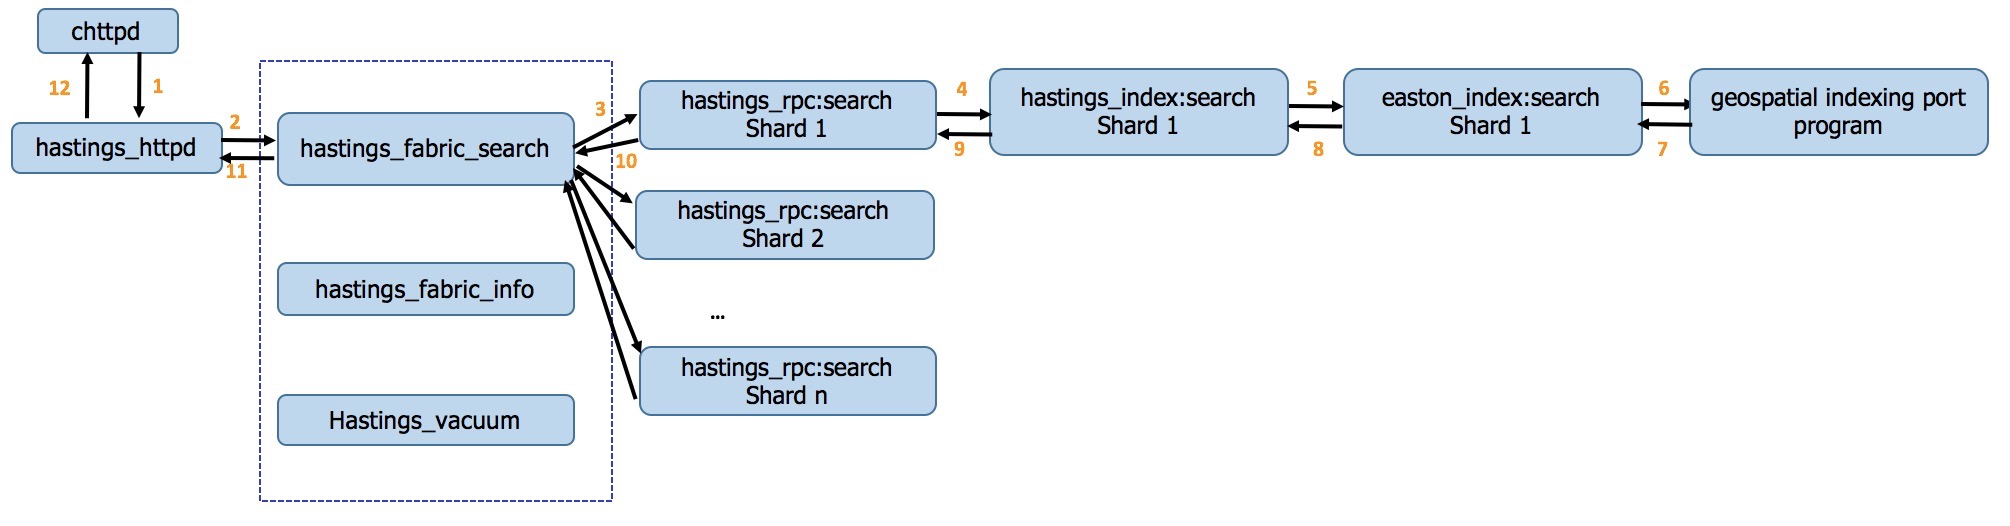 chttpd
12
1
hastings_httpd
2
11
hastings_fabric_search
3
10
hastings_rpc:search
Shard 1
4
9
hastings_index:search
Shard 1
5
8
easton_index:search
Shard 1
6
7
geospatial indexing port
program
hastings_rpc:search
Shard 2
hastings_fabric_info
...
hastings_rpc:search
Shard n
Hastings_vacuum